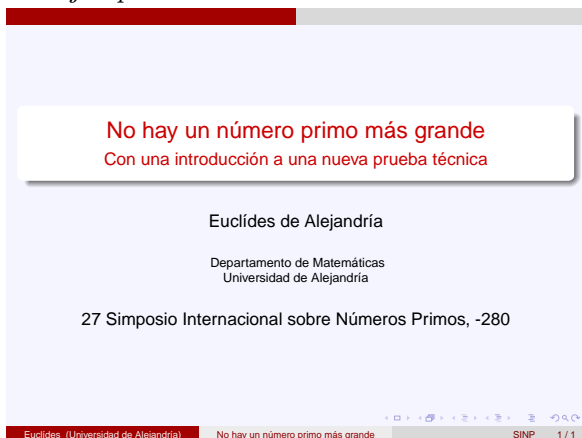 No hay un número primo más grande
Con una introducción a una nueva prueba técnica
Euclídes de Alejandría
Departamento de Matemáticas
Universidad de Alejandría
27 Simposio Internacional sobre Números Primos, -280
Euclídes (Universidad de Alejandría) No hay un número primo más grande SINP 1 / 1